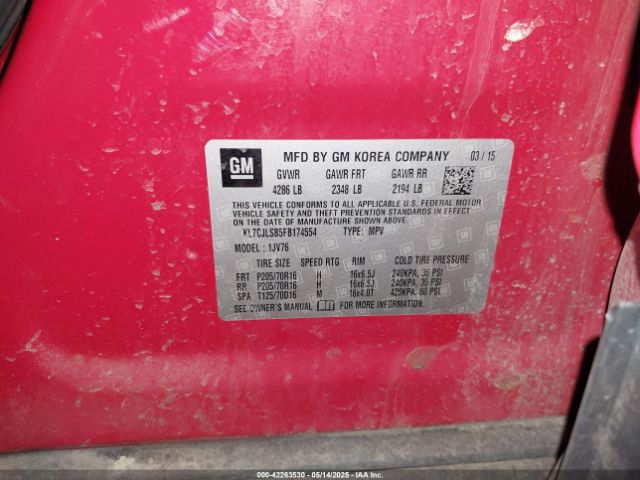 GM
MFD BY GM KOREA COMPANY 03 / 15
GVWR GAWR FRT GAWR RR
4286 LB 2348 LB 2194 LB
THIS VEHICLE CONFORMS TO ALL APPLICABLE U.S. FEDERAL MOTOR
VEHICLE SAFETY AND THEFT PREVENTION STANDARDS IN EFFECT
ON THE DATE OF MANUFACTURE SHOWN ABOVE.
KL7CJLSB5FB174554 TYPE: MPV
MODEL : 1JV76
TIRE SIZE SPEED RTG RIM COLD TIRE PRESSURE
FRT P205/70R16 H 16x6.5J 240KPA, 35 PSI
RR P205/70R16 H 16x6.5J 240KPA, 35 PSI
SPA T125/70D16 M 16x4.0T 420KPA, 60 PSI
SEE OWNER'S MANUAL FOR MORE INFORMATION.
000-42263530 05/14/2025 IAAI.COM